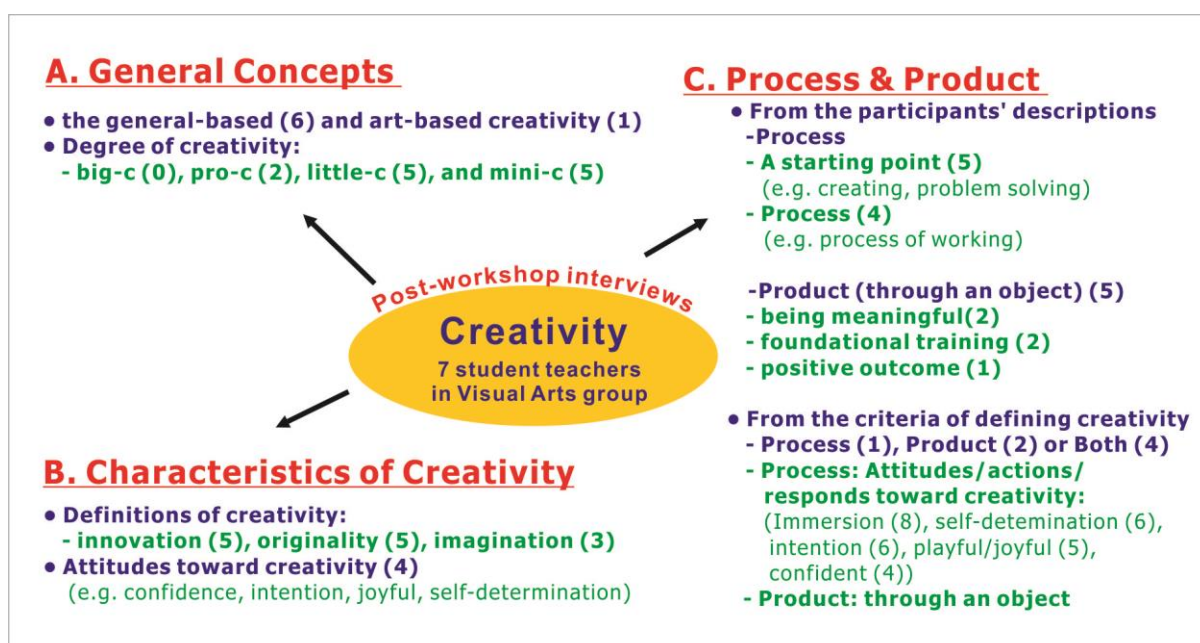 A. General Concepts
● the general-based (6) and art-based creativity (1)
● Degree of creativity:
- big-c (0), pro-c (2), little-c (5), and mini-c (5)
Post-workshop interviews
Creativity
7 student teachers
in Visual Arts group
B. Characteristics of Creativity
● Definitions of creativity:
- innovation (5), originality (5), imagination (3)
● Attitudes toward creativity (4)
(e.g. confidence, intention, joyful, self-determination)
C. Process & Product
● From the participants' descriptions
-Process
- A starting point (5)
(e.g. creating, problem solving)
- Process (4)
(e.g. process of working)
-Product (through an object) (5)
- being meaningful(2)
- foundational training (2)
- positive outcome (1)
● From the criteria of defining creativity
- Process (1), Product (2) or Both (4)
- Process: Attitudes/actions/
responds toward creativity:
(Immersion (8), self-detemination (6),
intention (6), playful/joyful (5),
confident (4))
- Product: through an object